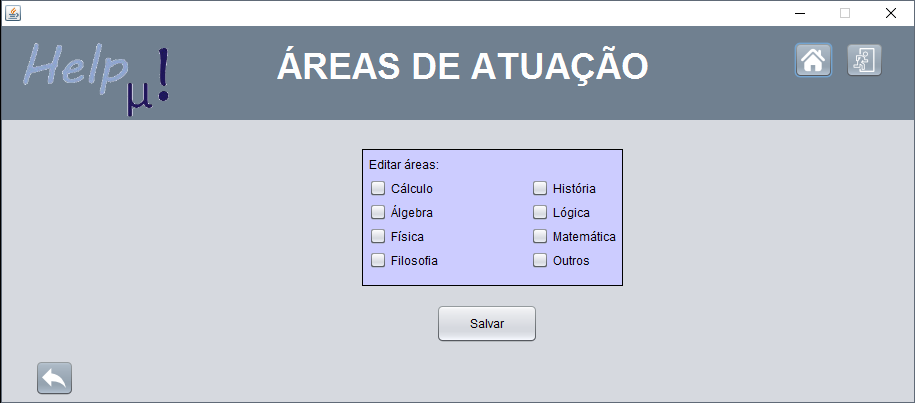 Help μ!
ÁREAS DE ATUAÇÃO
Editar áreas:
Cálculo
História
Álgebra
Lógica
Física
Matemática
Filosofia
Outros
Salvar